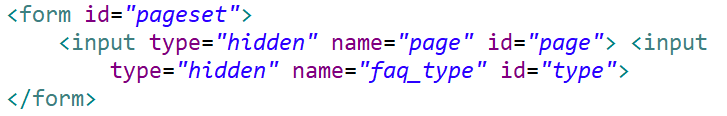 <form id="pageset">
<input type="hidden" name="page" id="page"> <input
type="hidden" name="faq_type" id="type">
</form>